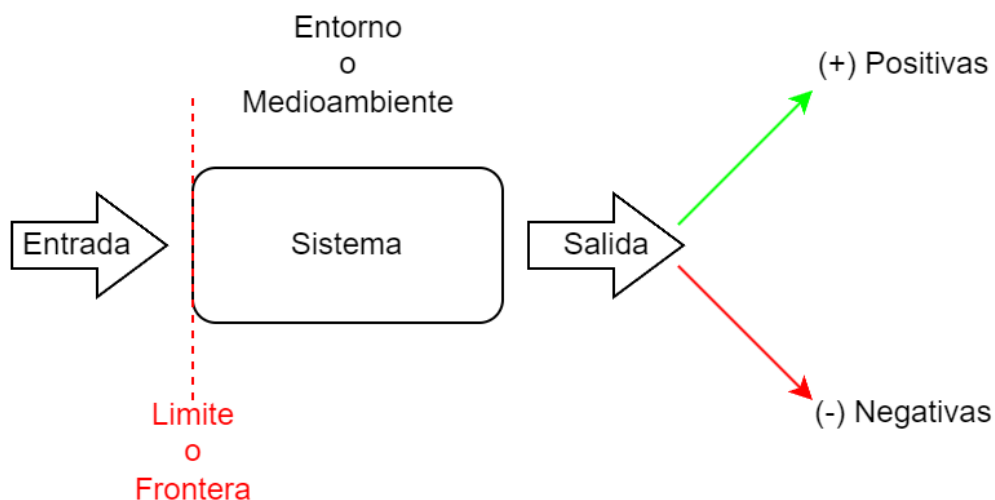 Entorno
o
Medioambiente
(+) Positivas
Entrada
Sistema
Salida
(-) Negativas
Limite
o
Frontera